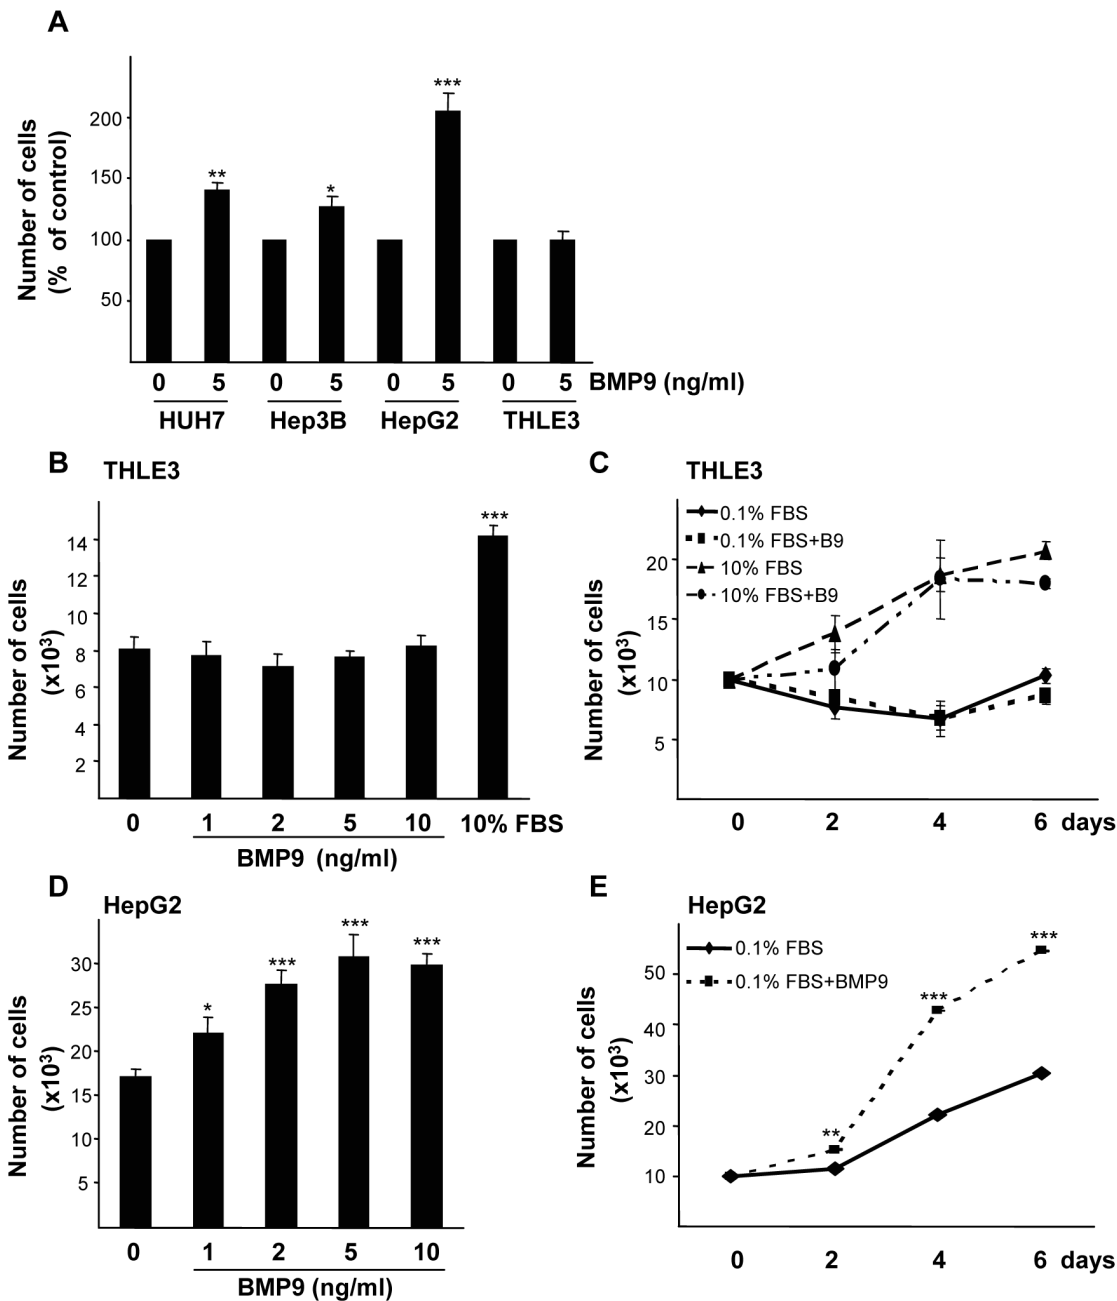 A
Number of cells
(% of control)
200
150
100
50
**
*
***
0 5 0 5 0 5 0 5 BMP9 (ng/ml)
HUH7 Hep3B HepG2 THLE3
B THLE3
Number of cells
(x10³)
14
12
10
8
6
4
2
***
0 1 2 5 10 10% FBS
BMP9 (ng/ml)
C THLE3
0.1% FBS
0.1% FBS+B9
10% FBS
10% FBS+B9
Number of cells
(x10³)
20
15
10
5
0 2 4 6 days
D HepG2
Number of cells
(x10³)
30
25
20
15
10
5
*
***
***
***
0 1 2 5 10
BMP9 (ng/ml)
E HepG2
0.1% FBS
0.1% FBS+BMP9
Number of cells
(x10³)
50
40
30
20
10
**
***
***
0 2 4 6 days